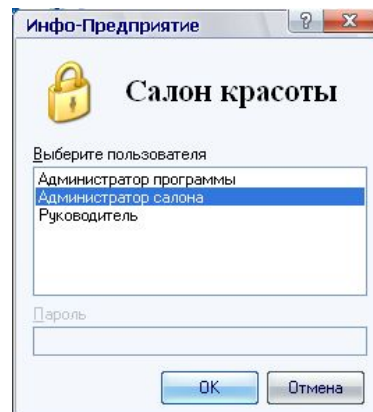 Инфо-Предприятие
Салон красоты
Выберите пользователя
Администратор программы
Администратор салона
Руководитель
Пароль
OK
Отмена